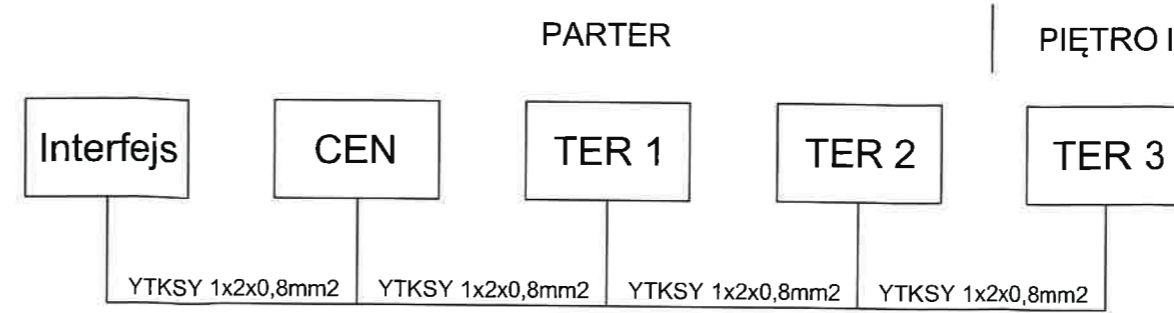 PARTER
PIĘTRO I
Interfejs
CEN
TER 1
TER 2
TER 3
YTKSY 1x2x0,8mm2
YTKSY 1x2x0,8mm2
YTKSY 1x2x0,8mm2
YTKSY 1x2x0,8mm2